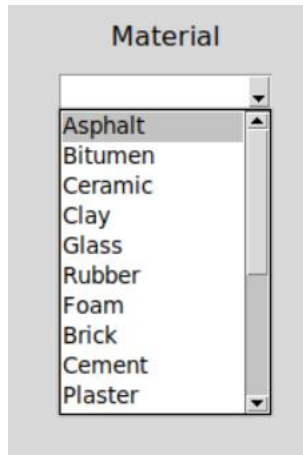 Material
Asphalt
Bitumen
Ceramic
Clay
Glass
Rubber
Foam
Brick
Cement
Plaster